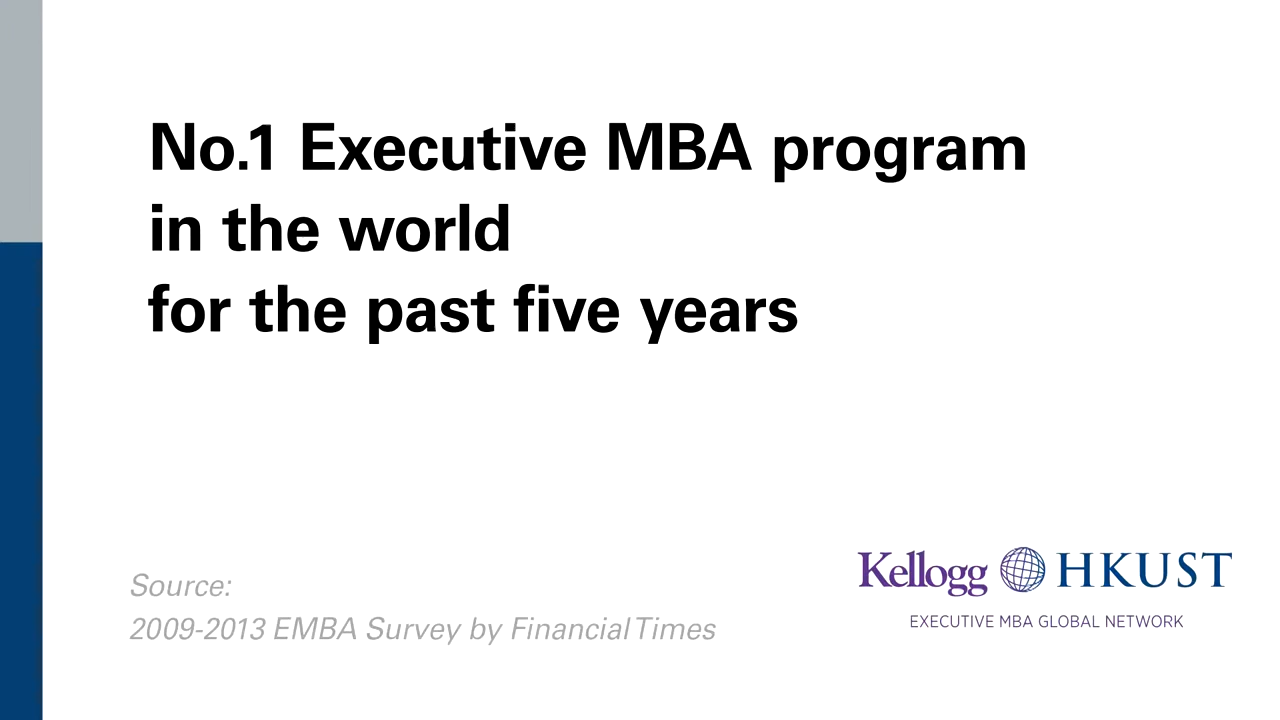 No.1 Executive MBA program
in the world
for the past five years
Source:
2009-2013 EMBA Survey by Financial Times
Kellogg HKUST
EXECUTIVE MBA GLOBAL NETWORK